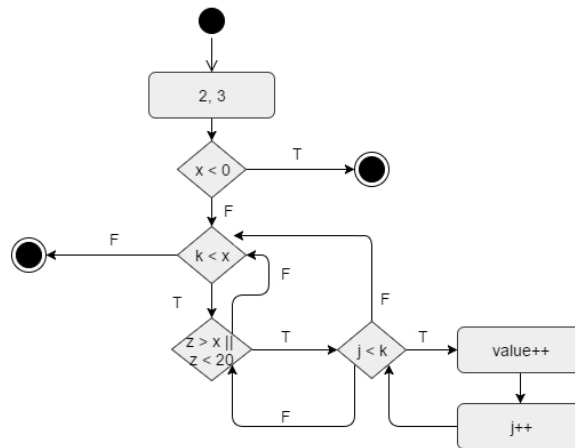 2, 3
x < 0
T
F
k < x
F
T
F
z > x ||
z < 20
T
j < k
F
T
value++
F
j++